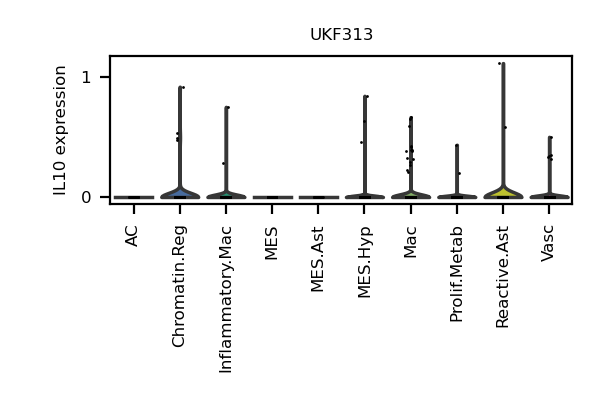 UKF313
IL10 expression
1
0
AC
Chromatin.Reg
Inflammatory.Mac
MES
MES.Ast
MES.Hyp
Mac
Prolif.Metab
Reactive.Ast
Vasc